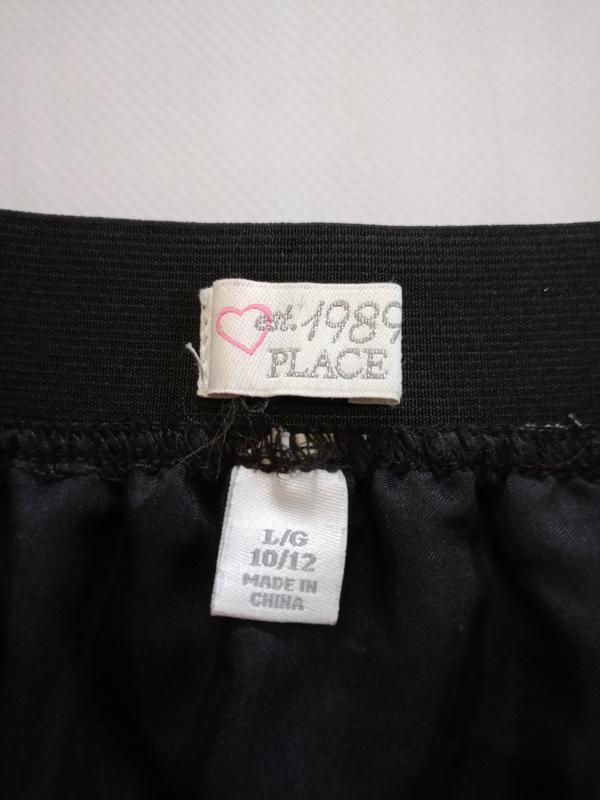 est. 1989
PLACE
L/G
10/12
MADE IN
CHINA